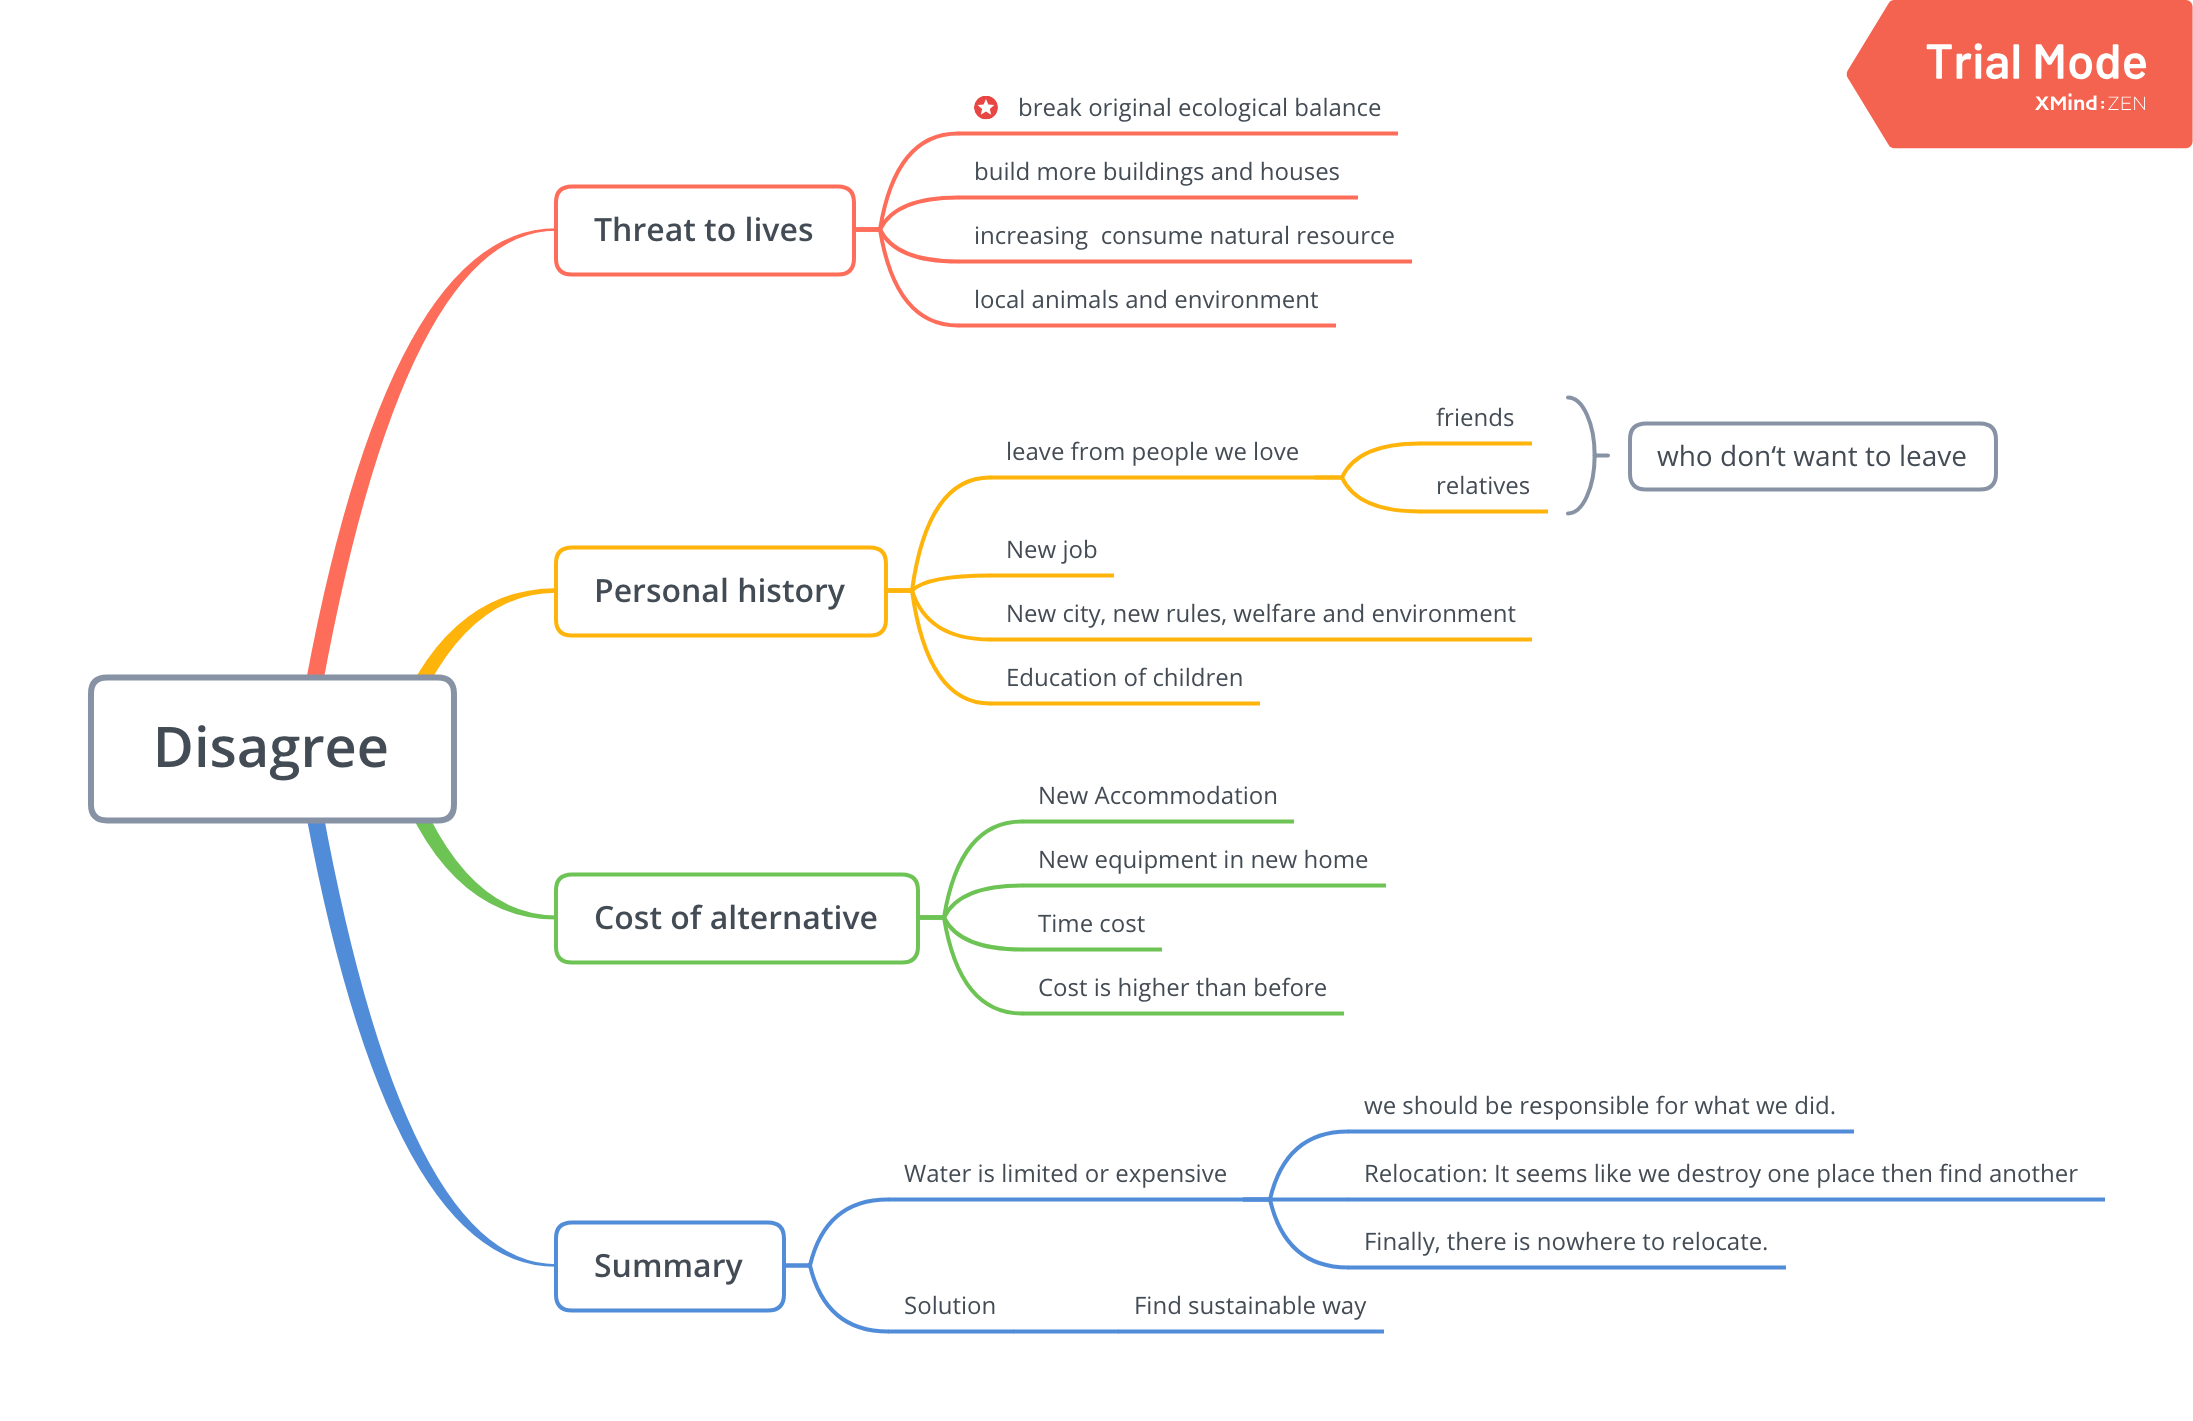 Trial Mode
XMind:ZEN
Disagree
Threat to lives
break original ecological balance
build more buildings and houses
increasing  consume natural resource
local animals and environment
Personal history
leave from people we love
friends
relatives
who don‘t want to leave
New job
New city, new rules, welfare and environment
Education of children
Cost of alternative
New Accommodation
New equipment in new home
Time cost
Cost is higher than before
Summary
Water is limited or expensive
we should be responsible for what we did.
Relocation: It seems like we destroy one place then find another
Finally, there is nowhere to relocate.
Solution
Find sustainable way